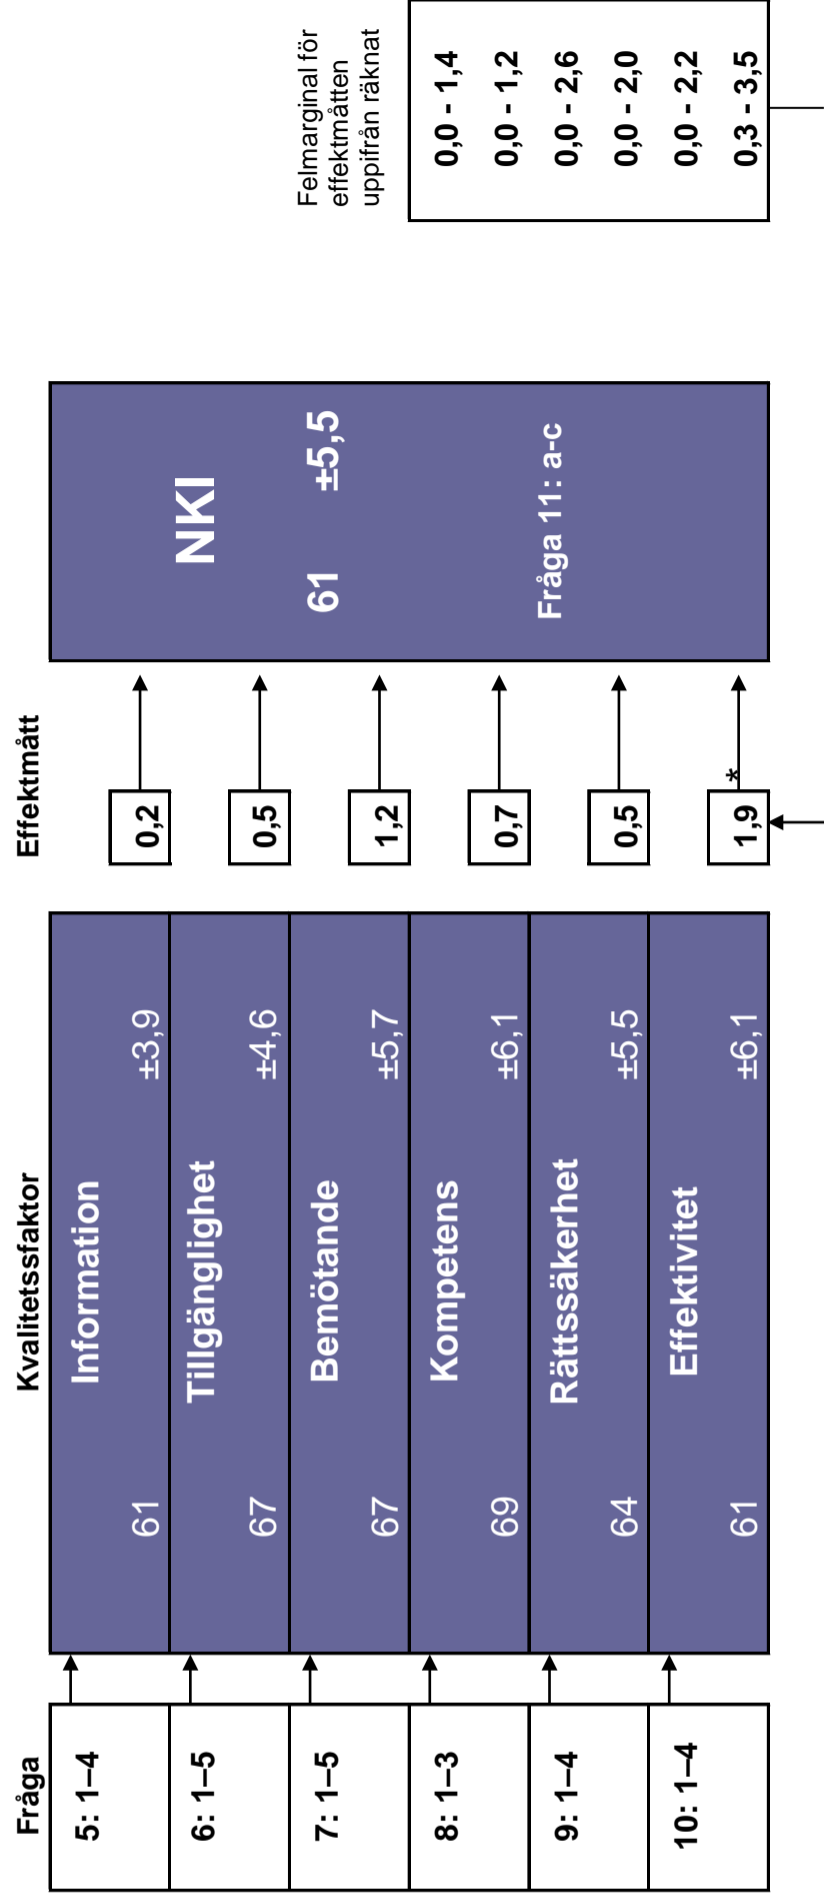 Fråga
Kvalitetssfaktor
Effektmått
5: 1–4
Information
61
±3,9
0,2
6: 1–5
Tillgänglighet
67
±4,6
0,5
7: 1–5
Bemötande
67
±5,7
1,2
8: 1–3
Kompetens
69
±6,1
0,7
9: 1–4
Rättssäkerhet
64
±5,5
0,5
10: 1–4
Effektivitet
61
±6,1
1,9
*
NKI
61 ±5,5
Fråga 11: a-c
Felmarginal för
effektmåtten
uppifrån räknat
0,0 - 1,4
0,0 - 1,2
0,0 - 2,6
0,0 - 2,0
0,0 - 2,2
0,3 - 3,5